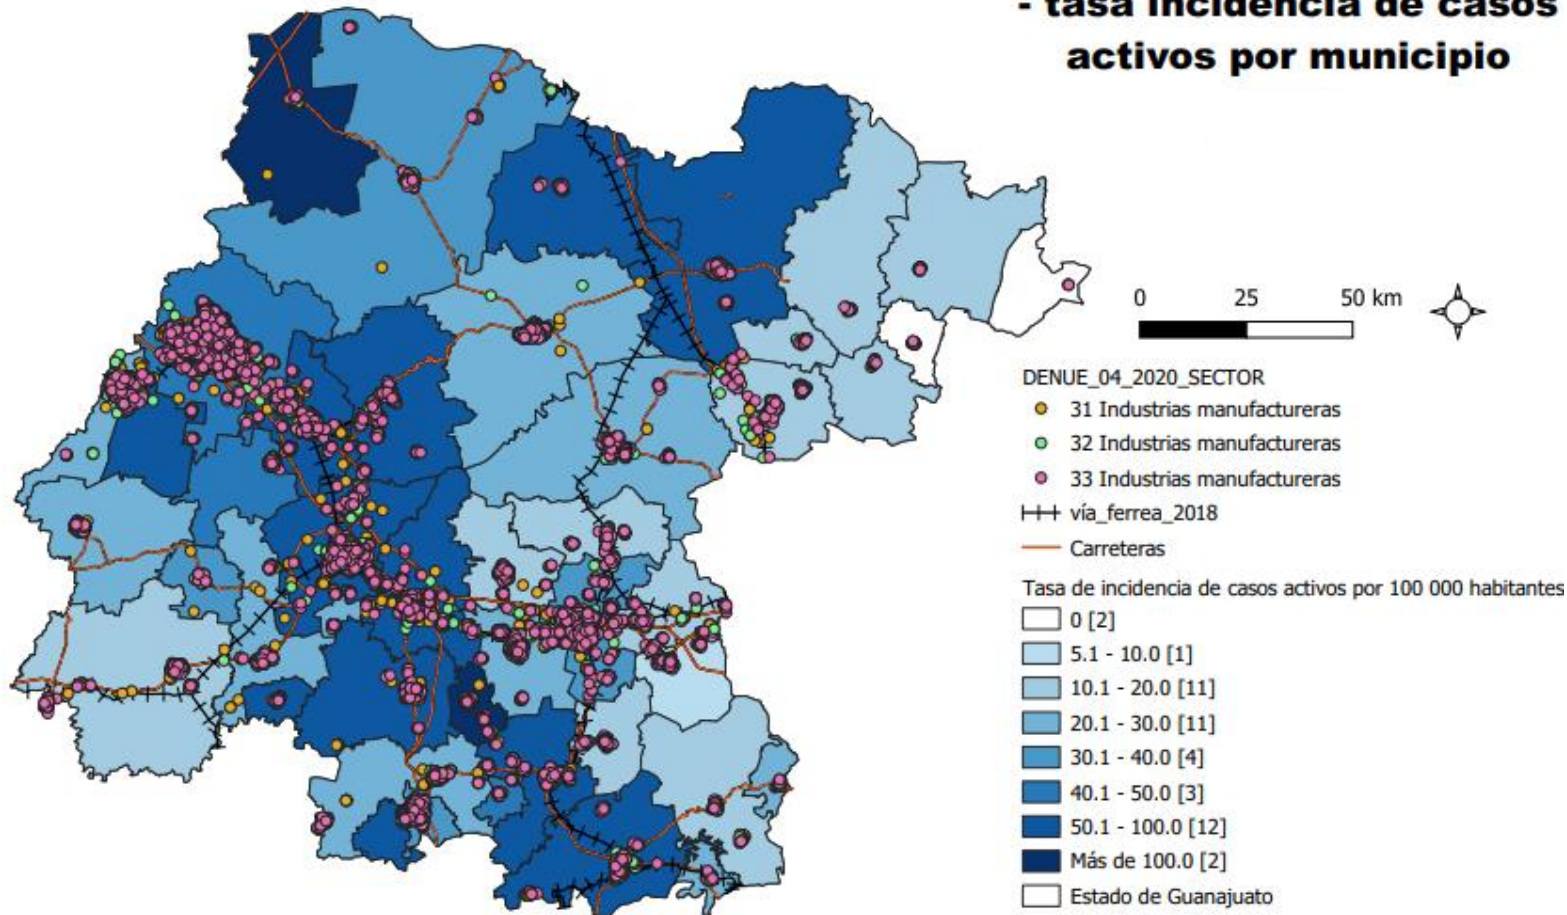 - tasa incidencia de casos
activos por municipio
0 25 50 km
DENUE_04_2020_SECTOR
31 Industrias manufactureras
32 Industrias manufactureras
33 Industrias manufactureras
vía_ferrea_2018
Carreteras
Tasa de incidencia de casos activos por 100 000 habitantes
0 [2]
5.1 - 10.0 [1]
10.1 - 20.0 [11]
20.1 - 30.0 [11]
30.1 - 40.0 [4]
40.1 - 50.0 [3]
50.1 - 100.0 [12]
Más de 100.0 [2]
Estado de Guanajuato